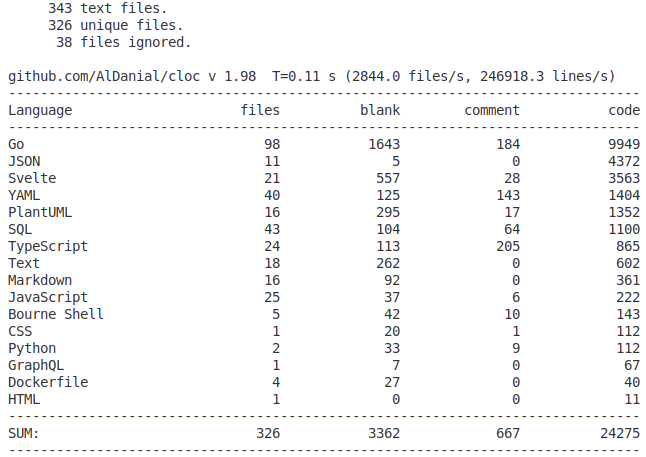 343 text files.
326 unique files.
38 files ignored.
github.com/AlDanial/cloc v 1.98  T=0.11 s (2844.0 files/s, 246918.3 lines/s)
-------------------------------------------------------------------------------
Language                     files          blank        comment           code
-------------------------------------------------------------------------------
Go                              98           1643            184           9949
JSON                            11              5              0           4372
Svelte                          21            557             28           3563
YAML                            40            125            143           1404
PlantUML                        16            295             17           1352
SQL                             43            104             64           1100
TypeScript                      24            113            205            865
Text                            18            262              0            602
Markdown                        16             92              0            361
JavaScript                      25             37              6            222
Bourne Shell                     5             42             10            143
CSS                              1             20              1            112
Python                           2             33              9            112
GraphQL                          1              7              0             67
Dockerfile                       4             27              0             40
HTML                             1              0              0             11
-------------------------------------------------------------------------------
SUM:                           326           3362            667          24275
-------------------------------------------------------------------------------